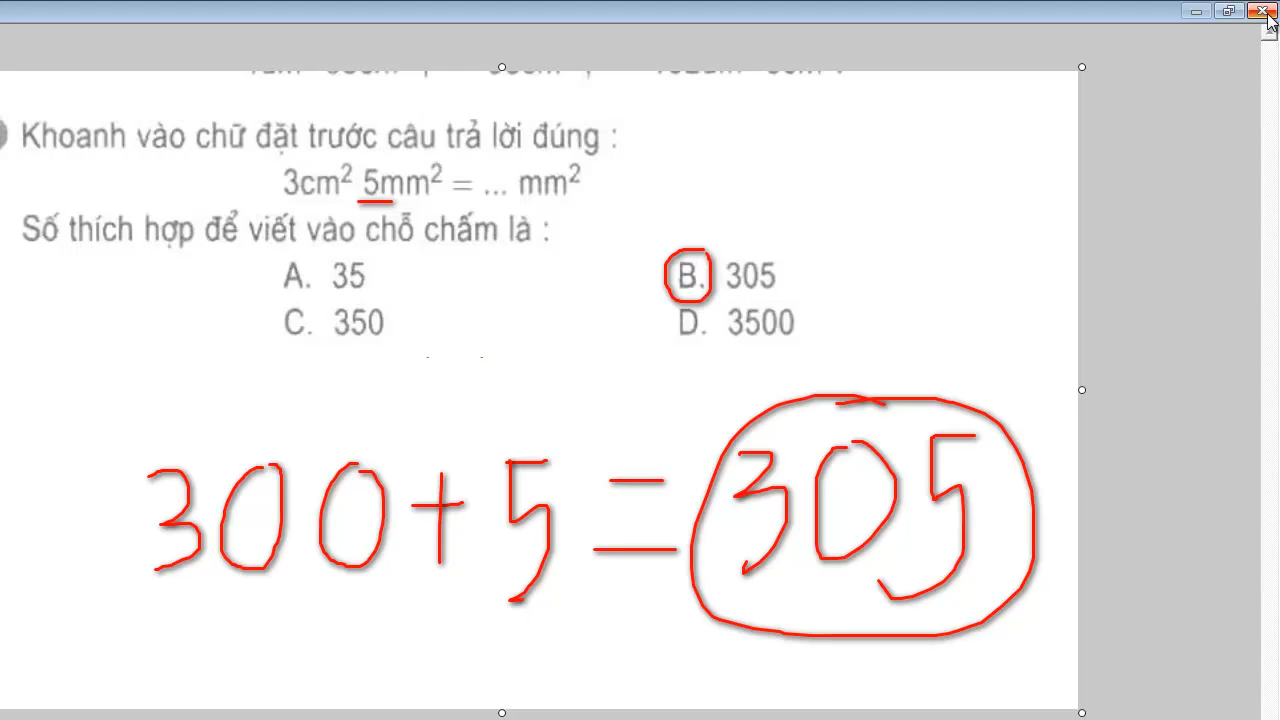 Khoanh vào chữ đặt trước câu trả lời đúng :
3cm² 5mm² = ... mm²
Số thích hợp để viết vào chỗ chấm là :
A. 35 B. 305
C. 350 D. 3500
300 + 5 = 305